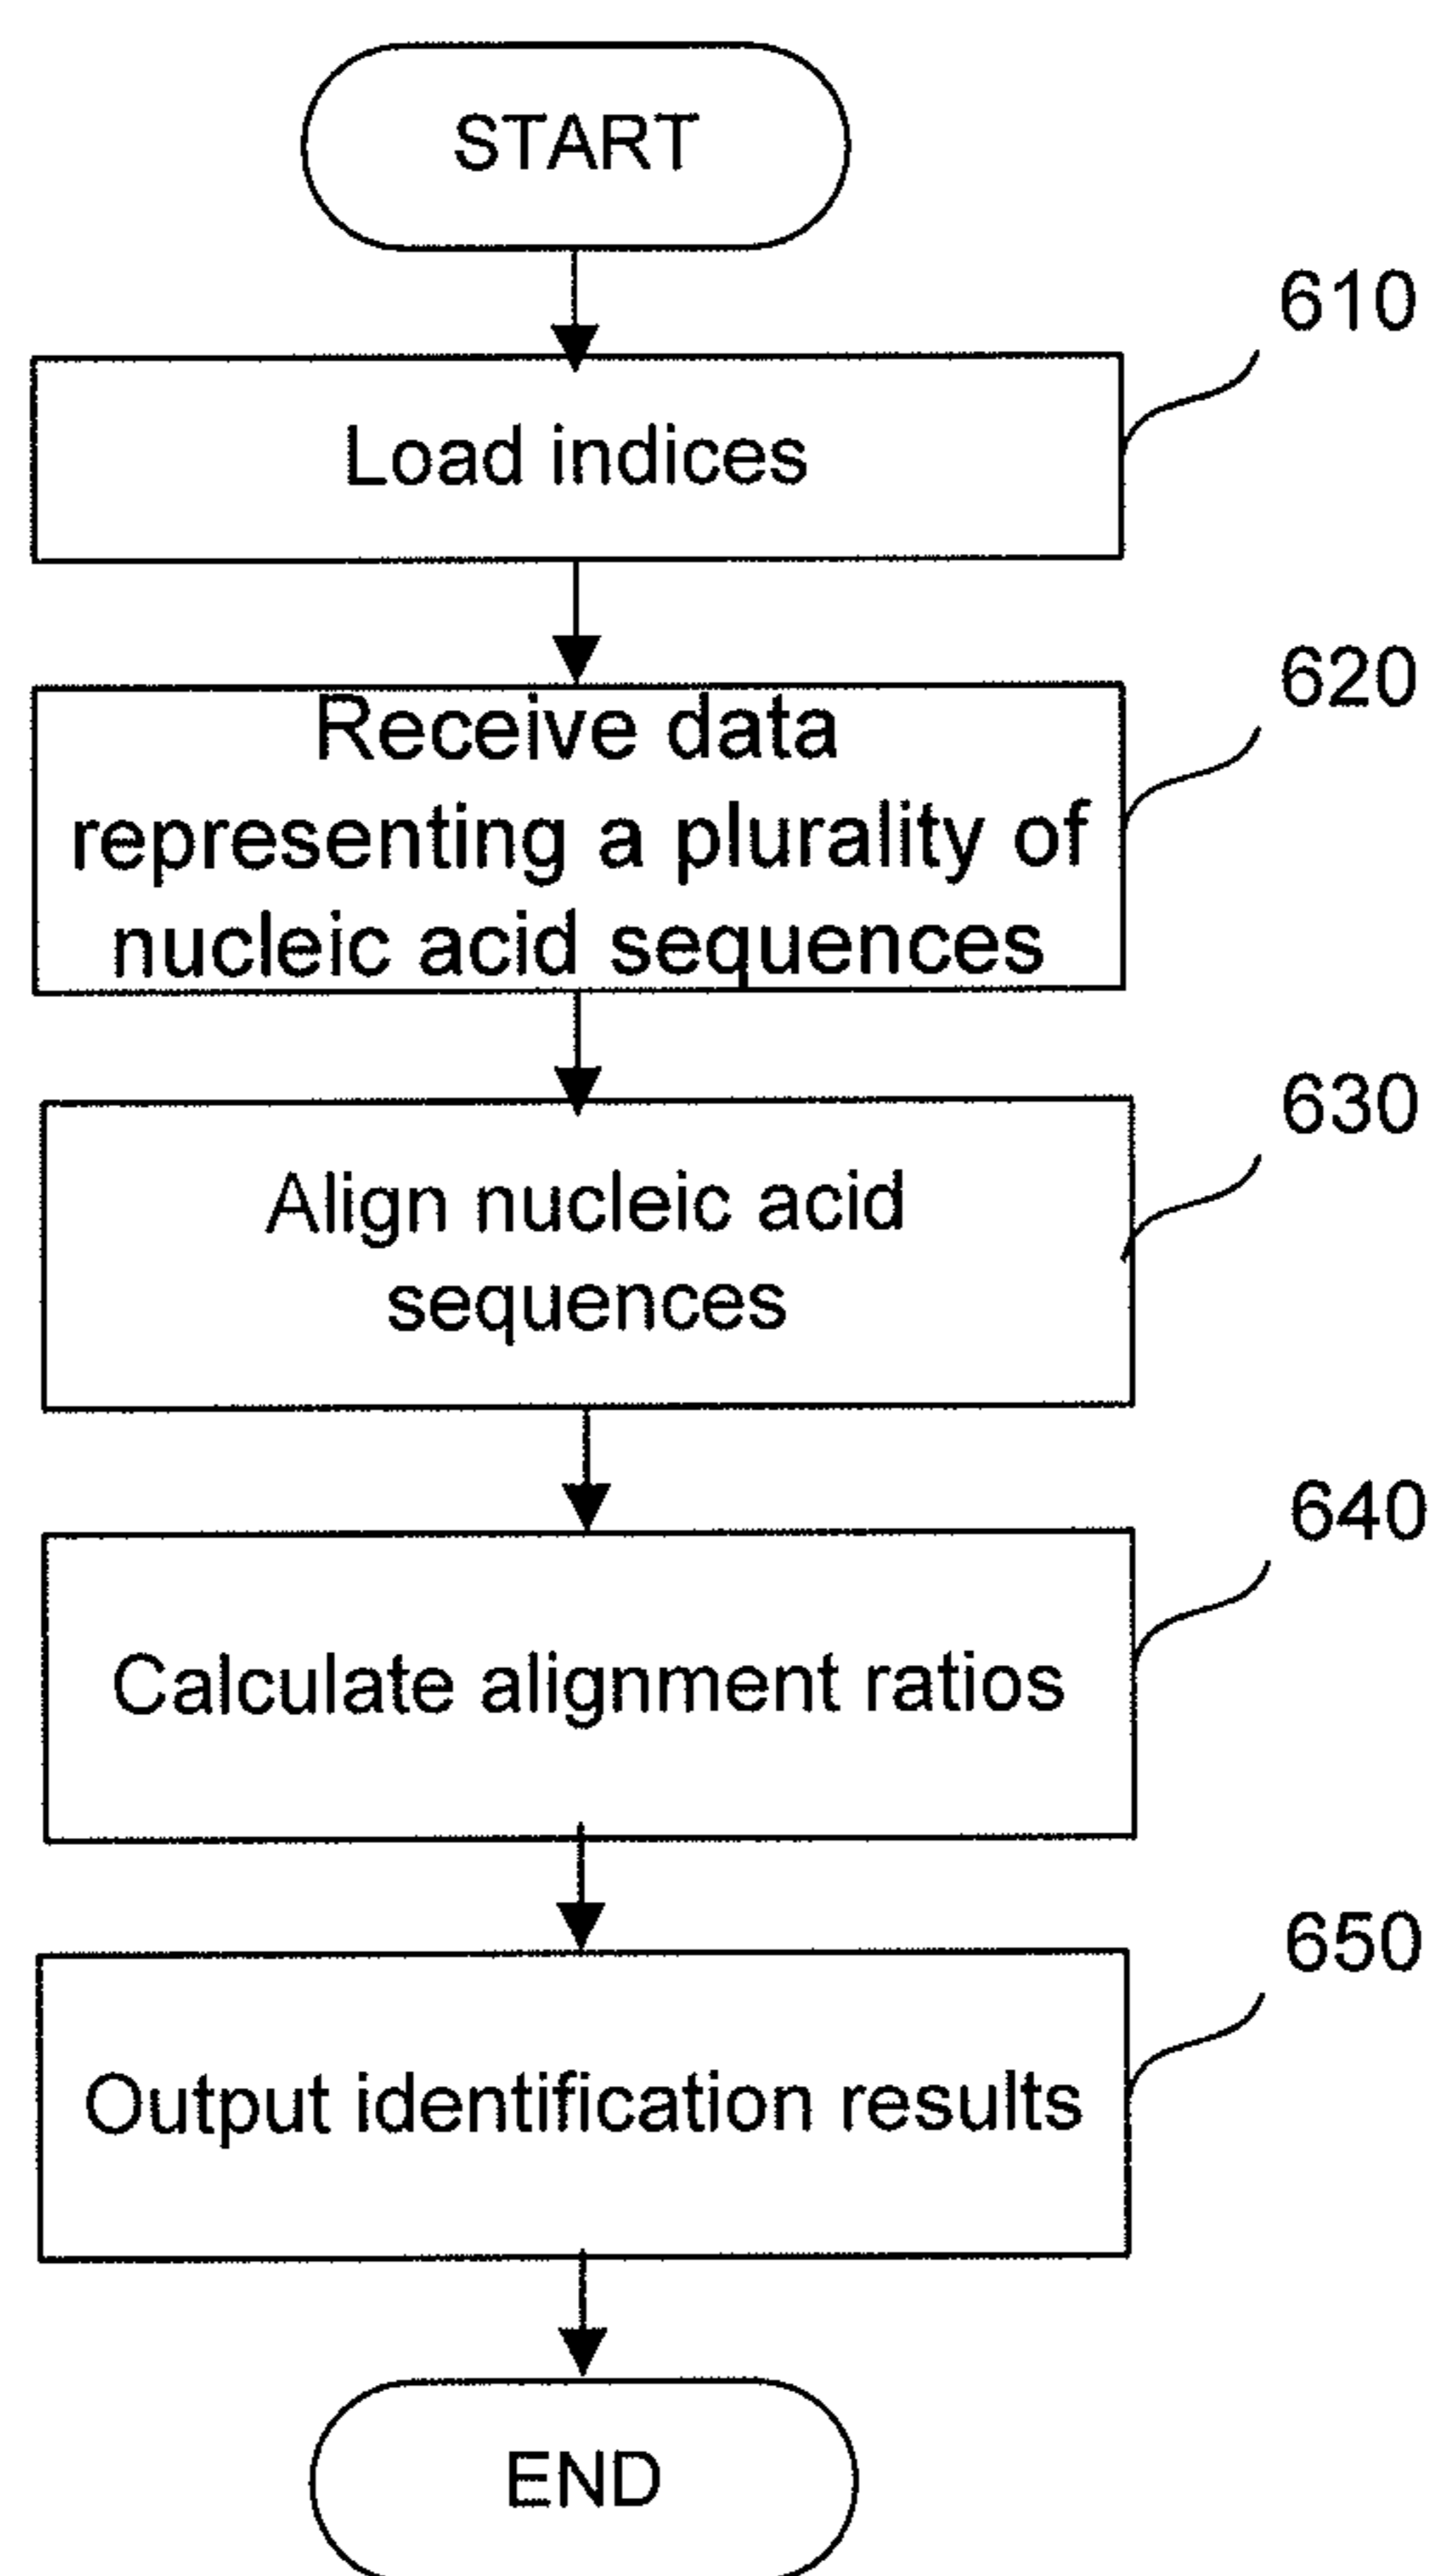 START
610
Load indices
620
Receive data
representing a plurality of
nucleic acid sequences
630
Align nucleic acid
sequences
640
Calculate alignment ratios
650
Output identification results
END